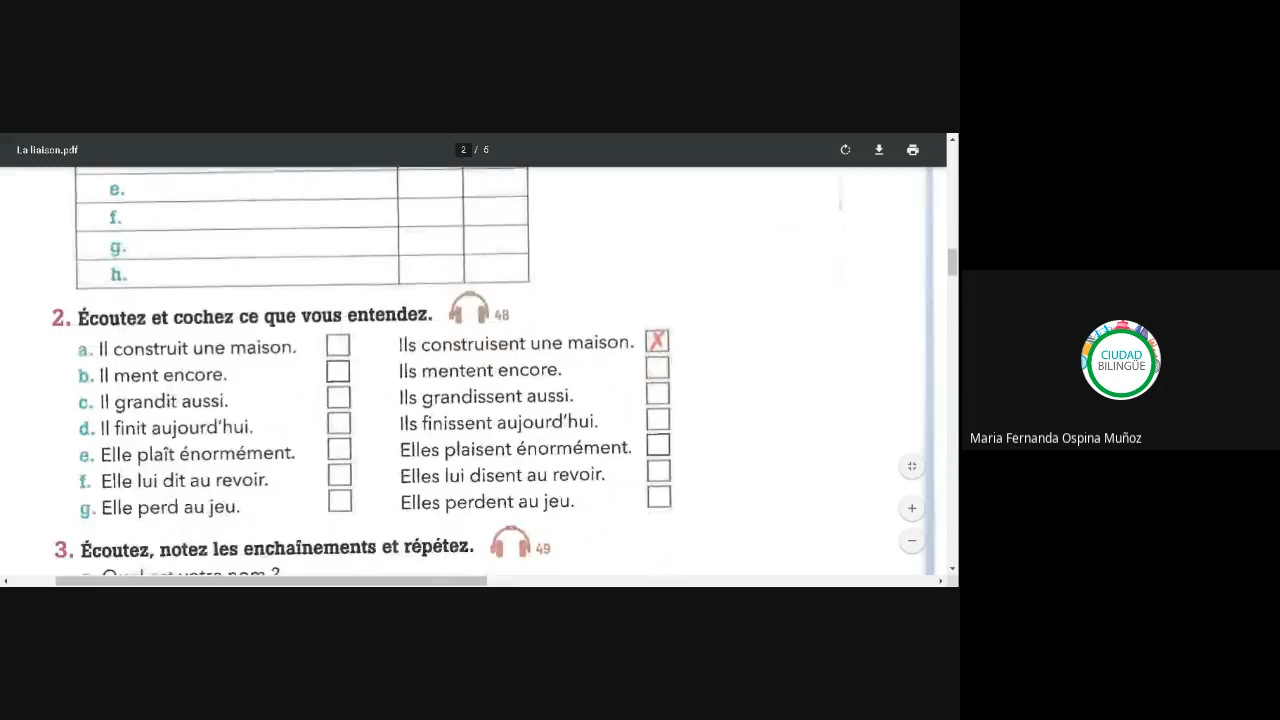 La liaison.pdf
2 / 6
e.
f.
g.
h.
2. Écoutez et cochez ce que vous entendez. 48
a. Il construit une maison. Ils construisent une maison. X
b. Il ment encore. Ils mentent encore.
c. Il grandit aussi. Ils grandissent aussi.
d. Il finit aujourd'hui. Ils finissent aujourd'hui.
e. Elle plaît énormément. Elles plaisent énormément.
f. Elle lui dit au revoir. Elles lui disent au revoir.
g. Elle perd au jeu. Elles perdent au jeu.
3. Écoutez, notez les enchaînements et répétez. 49
CIUDAD
BILINGÜE
Maria Fernanda Ospina Muñoz